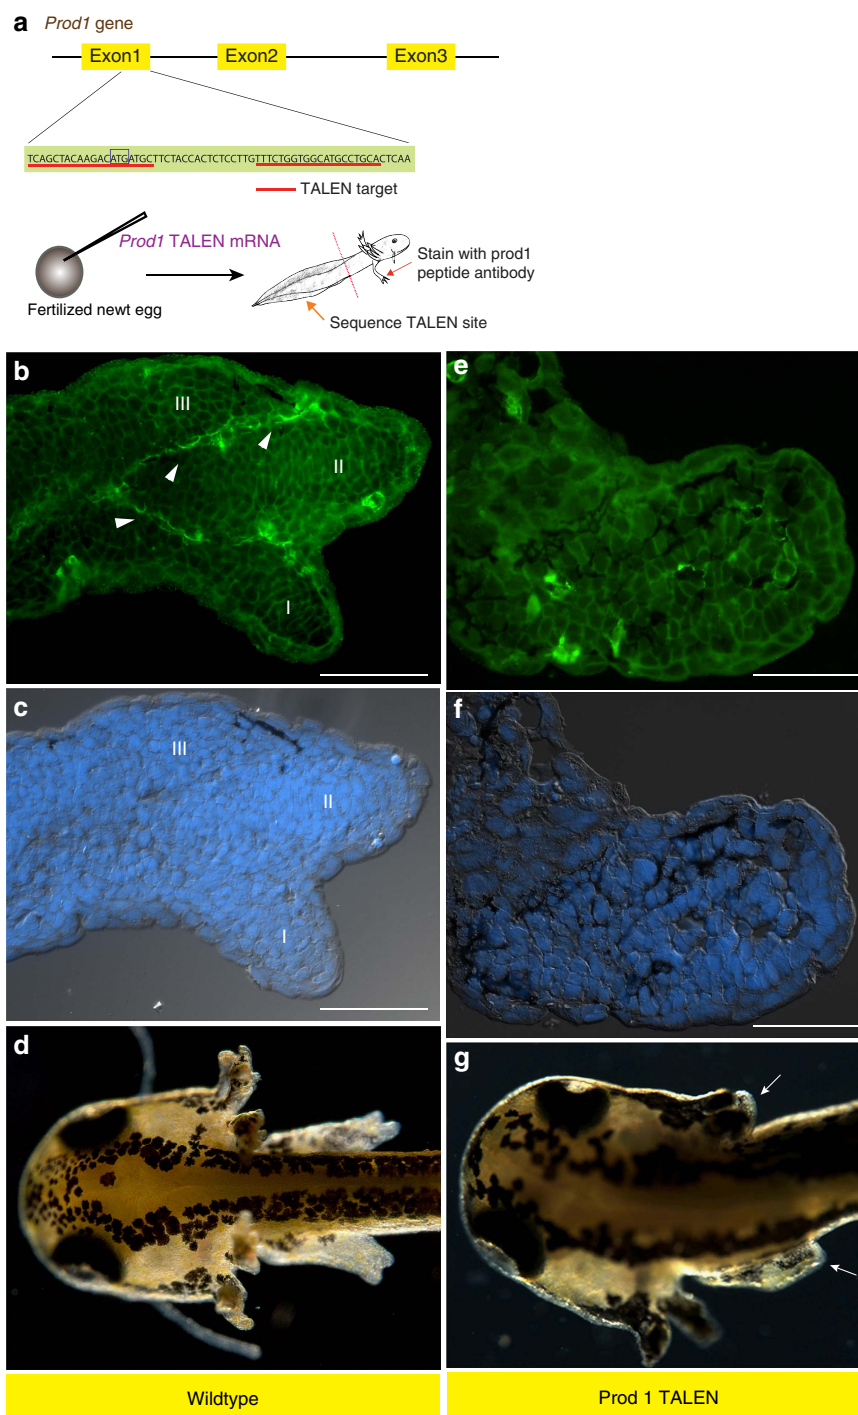 a Prod1 gene
Exon1 Exon2 Exon3
TCAGCTACAAGACATGATGCTTCTACCACTCTCCTTGTTTCTGGTGGCATGCCTGCACTCAA
TALEN target
Prod1 TALEN mRNA
Stain with prod1
peptide antibody
Fertilized newt egg
Sequence TALEN site
b
III
II
I
e
c
III
II
I
f
d
g
Wildtype
Prod 1 TALEN